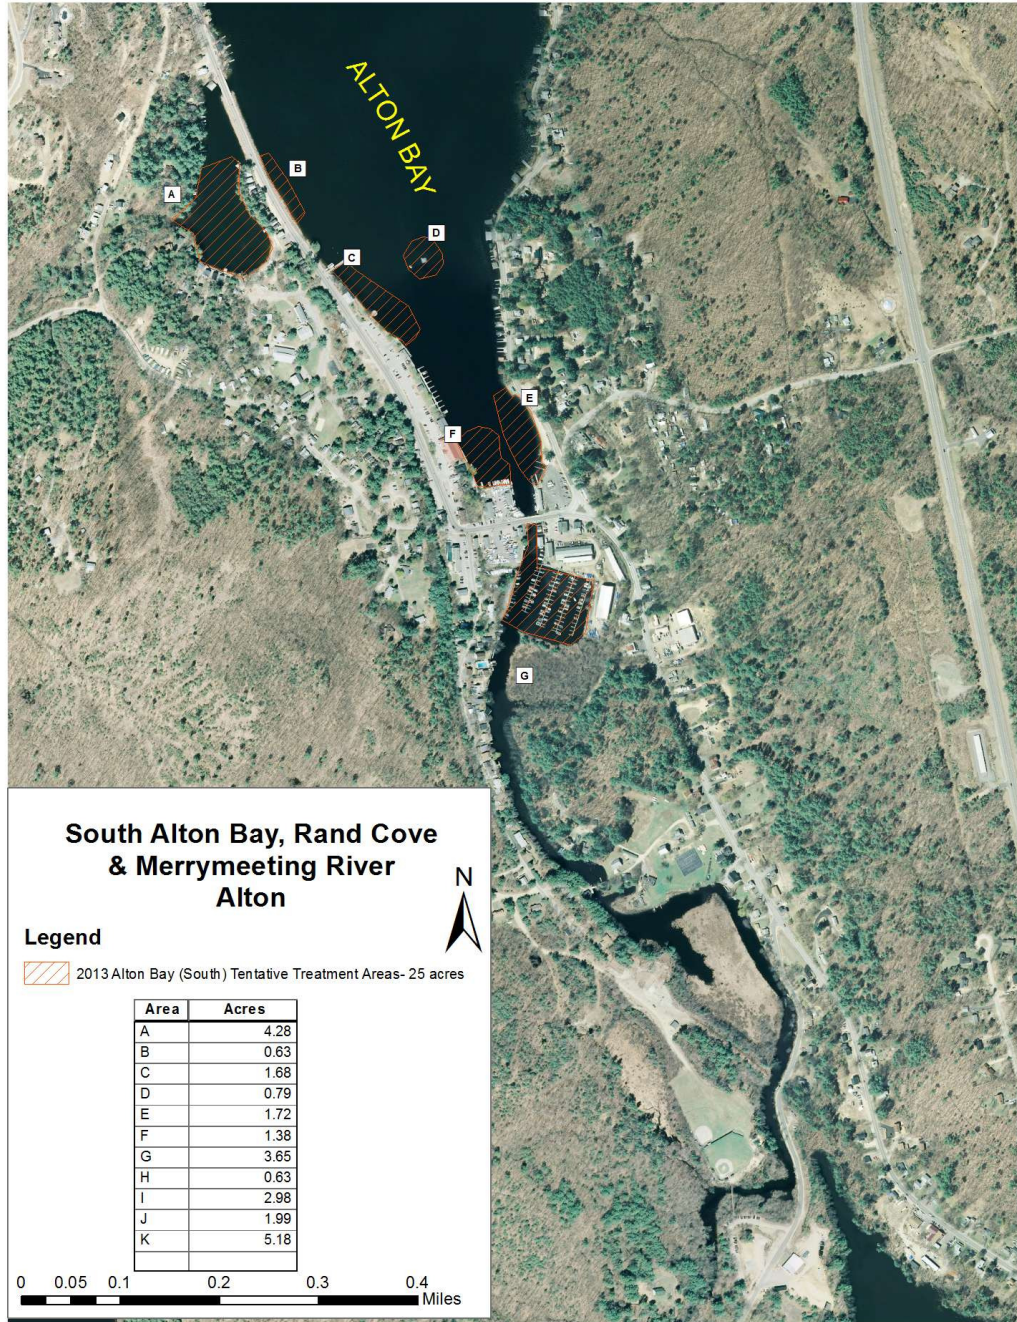 ALTON BAY
A
B
C
D
E
F
G
South Alton Bay, Rand Cove
& Merrymeeting River
Alton
N
Legend
2013 Alton Bay (South) Tentative Treatment Areas- 25 acres
Area Acres
A 4.28
B 0.63
C 1.68
D 0.79
E 1.72
F 1.38
G 3.65
H 0.63
I 2.98
J 1.99
K 5.18
0 0.05 0.1 0.2 0.3 0.4
Miles